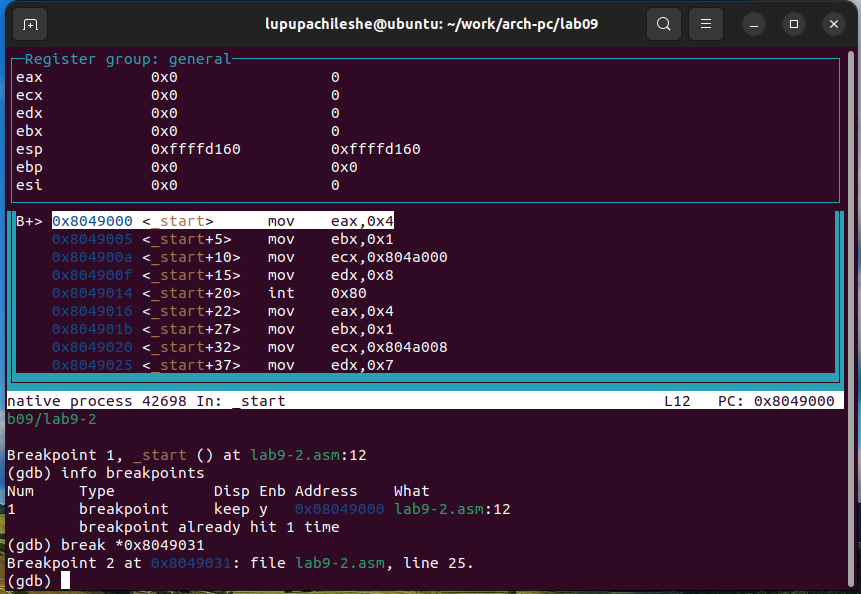 lupupachileshe@ubuntu: ~/work/arch-pc/lab09
Register group: general
eax 0x0 0
ecx 0x0 0
edx 0x0 0
ebx 0x0 0
esp 0xffffd160 0xffffd160
ebp 0x0 0x0
esi 0x0 0
B+> 0x8049000 <_start> mov eax,0x4
0x8049005 <_start+5> mov ebx,0x1
0x804900a <_start+10> mov ecx,0x804a000
0x804900f <_start+15> mov edx,0x8
0x8049014 <_start+20> int 0x80
0x8049016 <_start+22> mov eax,0x4
0x804901b <_start+27> mov ebx,0x1
0x8049020 <_start+32> mov ecx,0x804a008
0x8049025 <_start+37> mov edx,0x7
native process 42698 In: _start L12 PC: 0x8049000
b09/lab9-2
Breakpoint 1, _start () at lab9-2.asm:12
(gdb) info breakpoints
Num Type Disp Enb Address What
1 breakpoint keep y 0x08049000 lab9-2.asm:12
breakpoint already hit 1 time
(gdb) break *0x8049031
Breakpoint 2 at 0x8049031: file lab9-2.asm, line 25.
(gdb)